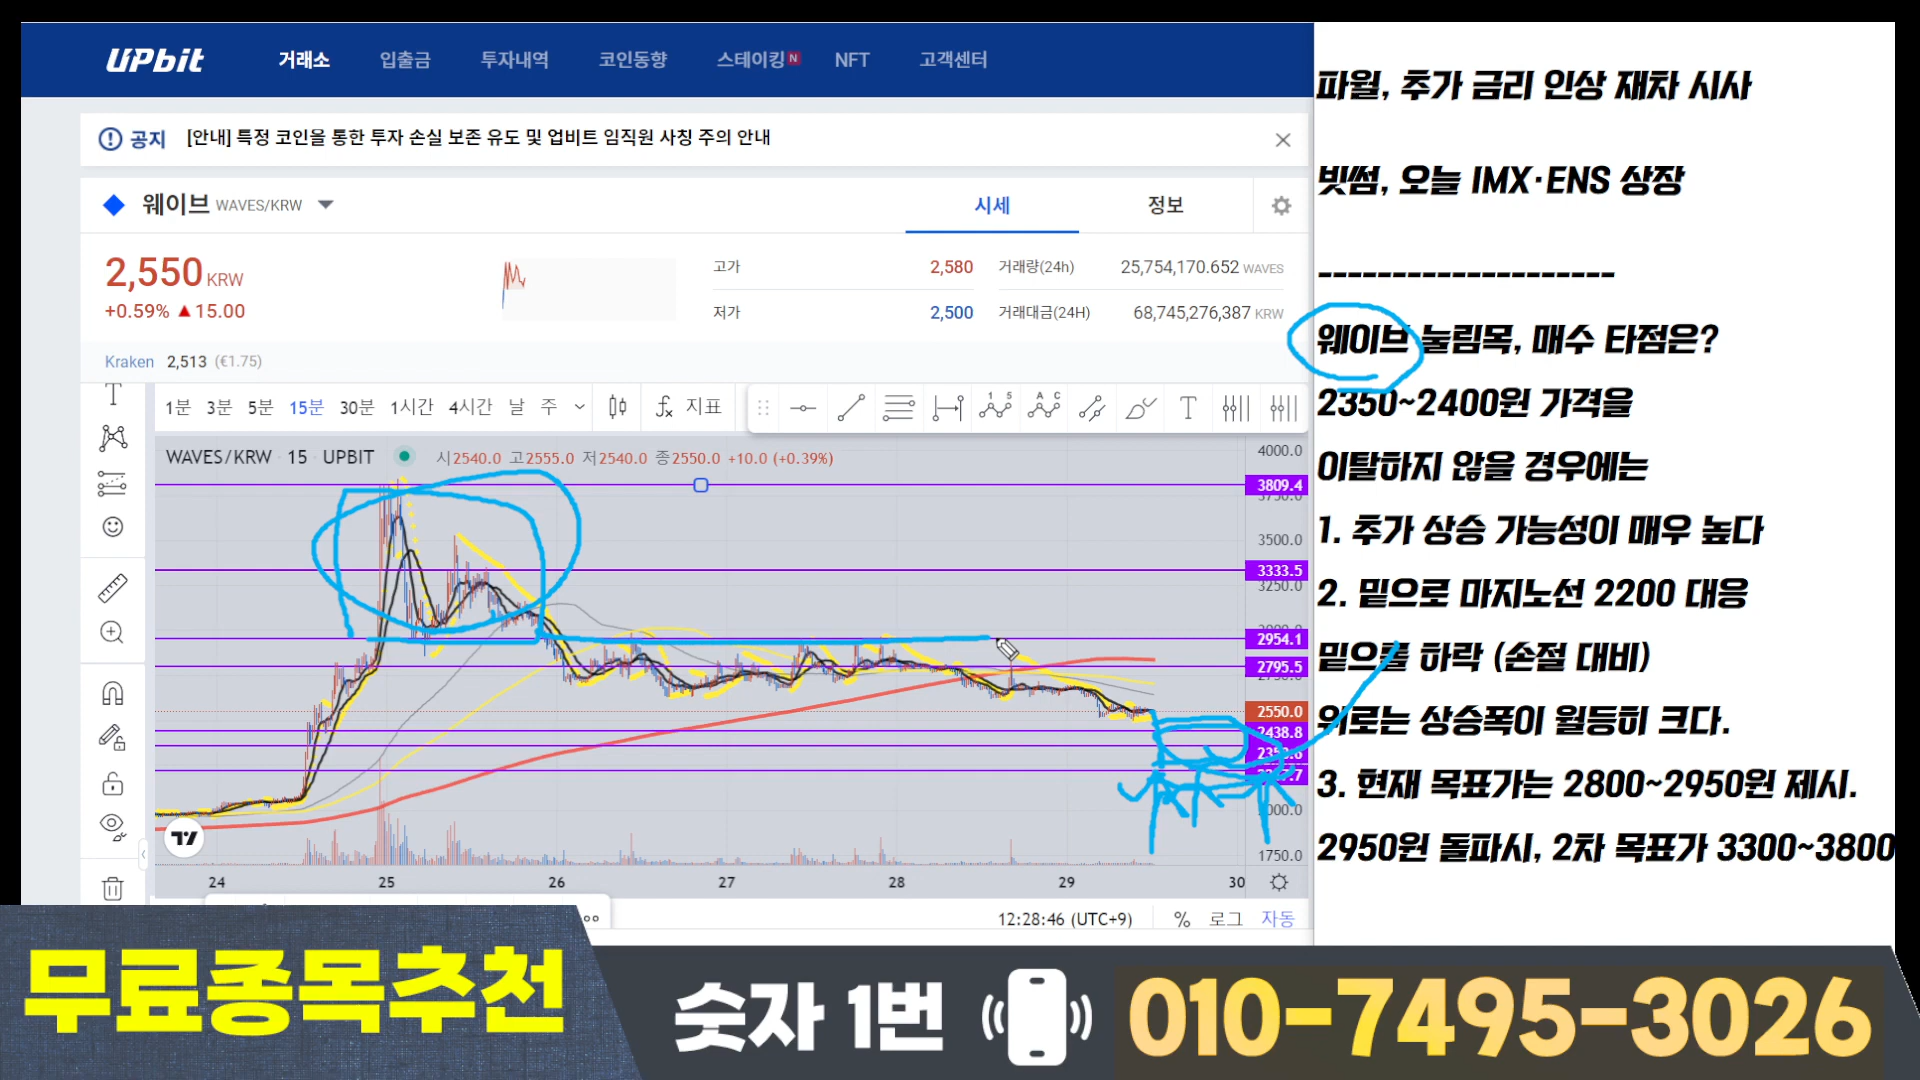 UPbit
거래소 입출금 투자내역 코인동향 스테이킹 N NFT 고객센터
공지 [안내] 특정 코인을 통한 투자 손실 보존 유도 및 업비트 임직원 사칭 주의 안내
웨이브 WAVES/KRW 시세 정보
2,550 KRW
+0.59% ▲ 15.00
고가 2,580 거래량(24h) 25,754,170.652 WAVES
저가 2,500 거래대금(24H) 68,745,276,387 KRW
Kraken 2,513 (€1.75)
1분 3분 5분 15분 30분 1시간 4시간 날 주 지표
WAVES/KRW 15 UPBIT 시2540.0 고2555.0 저2540.0 종2550.0 +10.0 (+0.39%)
4000.0
3809.4
3500.0
3333.5
3250.0
2954.1
2795.5
2550.0
2438.8
1750.0
24 25 26 27 28 29 30
12:28:46 (UTC+9) % 로그 자동
파월, 추가 금리 인상 재차 시사
빗썸, 오늘 IMX·ENS 상장
--------------------
웨이브 눌림목, 매수 타점은?
2350~2400원 가격을
이탈하지 않을 경우에는
1. 추가 상승 가능성이 매우 높다
2. 밑으로 마지노선 2200 대응
밑으롤 하락 (손절 대비)
위로는 상승폭이 월등히 크다.
3. 현재 목표가는 2800~2950원 제시.
2950원 돌파시, 2차 목표가 3300~3800
무료종목추천
숫자 1번 010-7495-3026